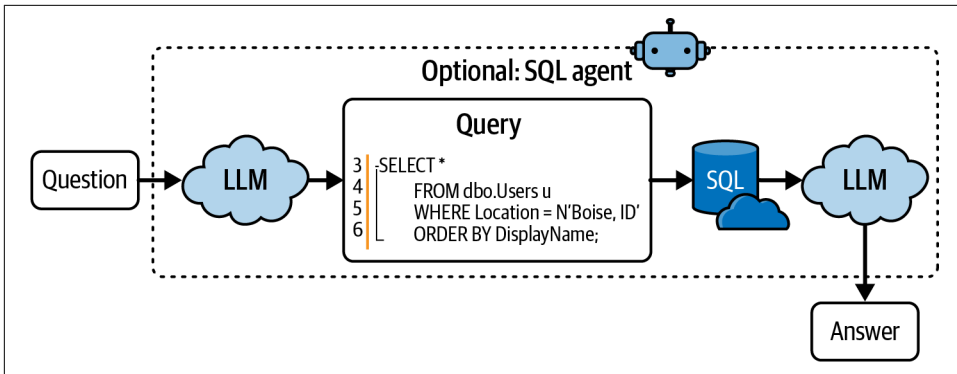 Optional: SQL agent
Question
LLM
Query
3 SELECT *
4 FROM dbo.Users u
5 WHERE Location = N'Boise, ID'
6 ORDER BY DisplayName;
SQL
LLM
Answer